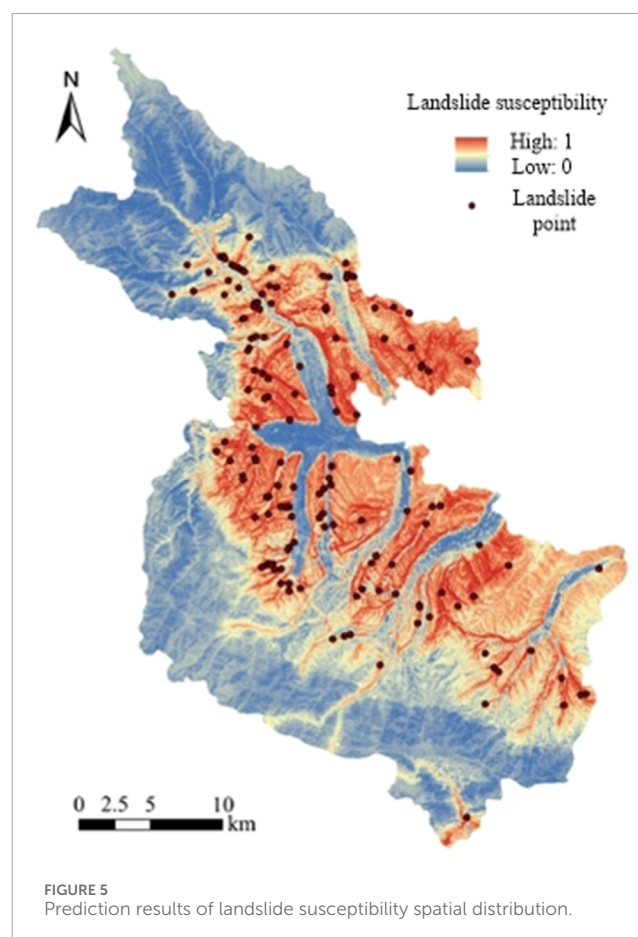 N
Landslide susceptibility
High: 1
Low: 0
Landslide
point
0 2.5 5 10
km
FIGURE 5
Prediction results of landslide susceptibility spatial distribution.